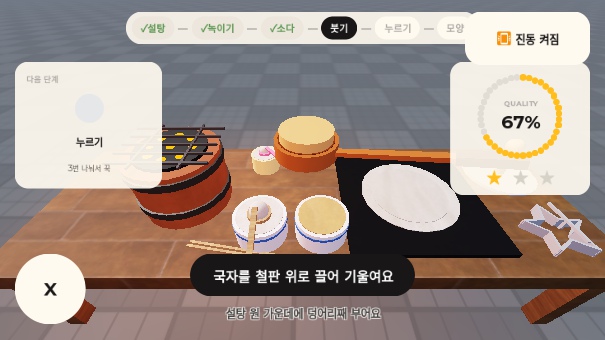 ✓설탕 — ✓녹이기 — ✓소다 — 붓기 — 누르기 — 모양
진동 켜짐
다음 단계
누르기
3번 나눠서 꾹
QUALITY
67%
X
국자를 철판 위로 끌어 기울여요
설탕 원 가운데에 덩어리째 부어요